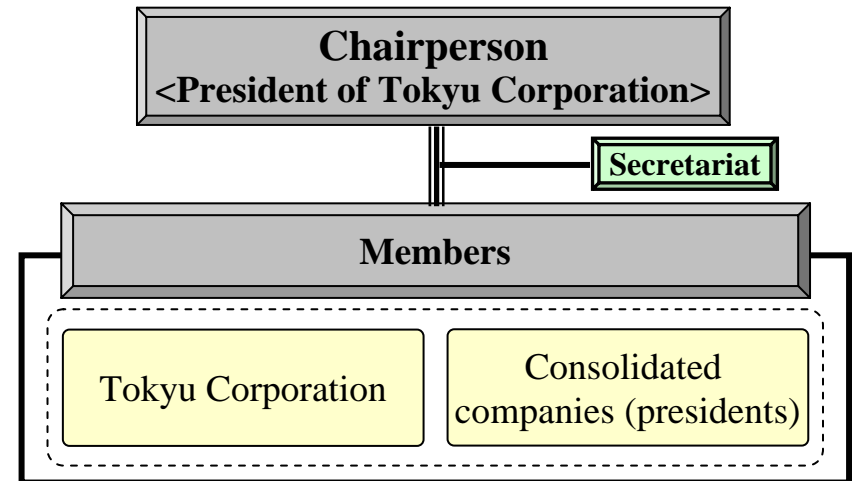 Chairperson
<President of Tokyu Corporation>
Secretariat
Members
Tokyu Corporation
Consolidated
companies (presidents)